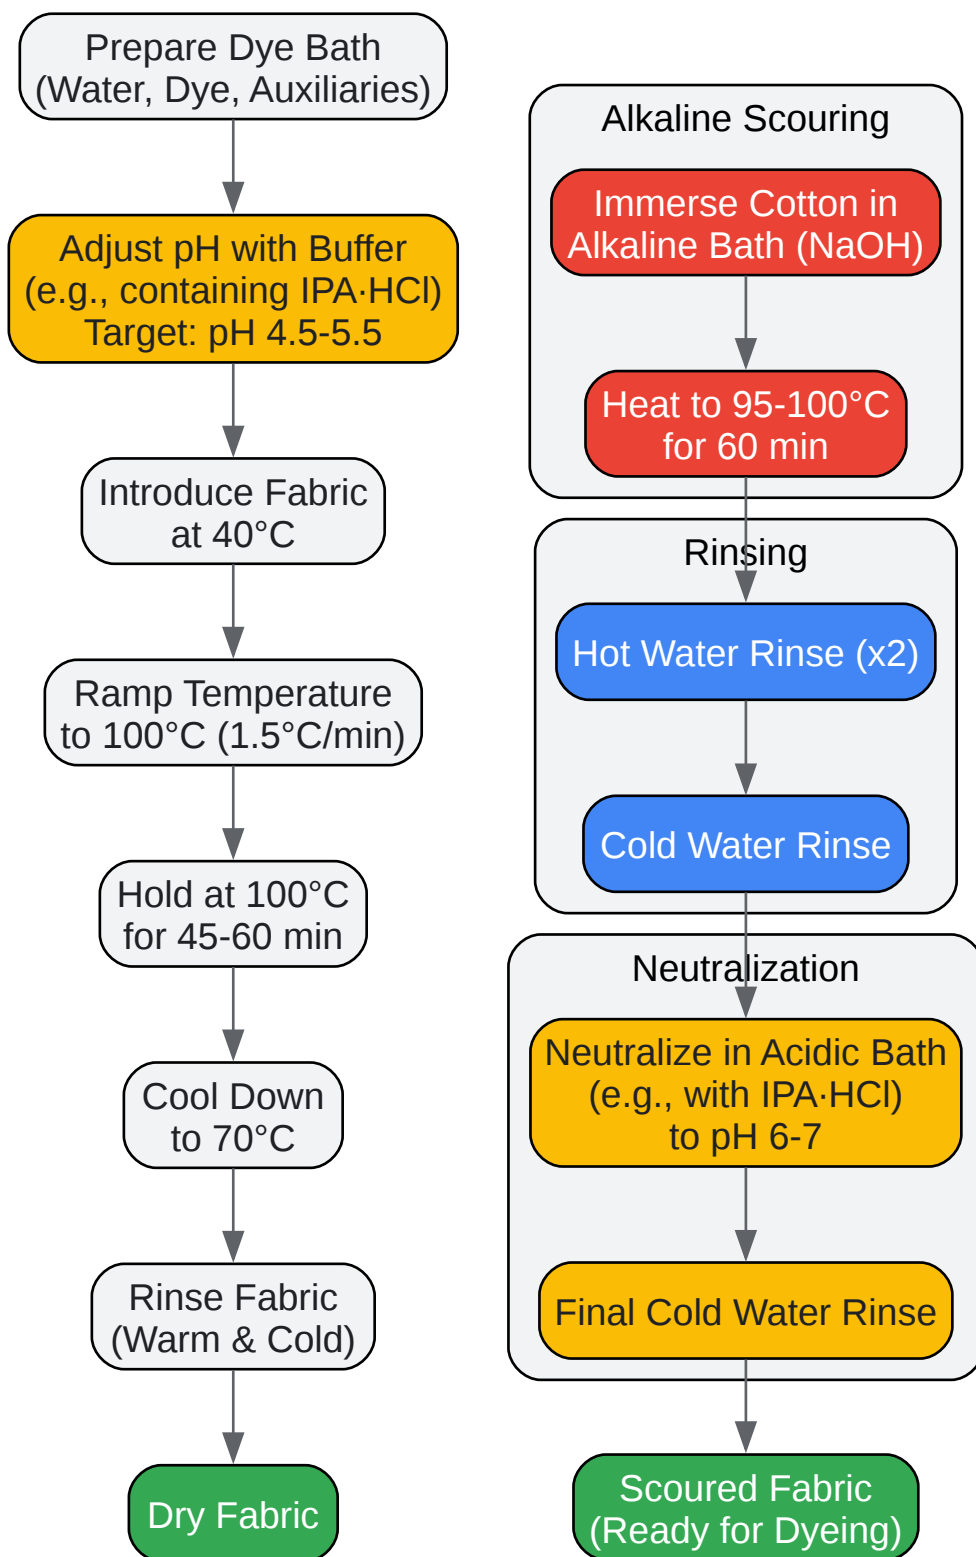 Prepare Dye Bath
(Water, Dye, Auxiliaries)
Adjust pH with Buffer
(e.g., containing IPA·HCl)
Target: pH 4.5-5.5
Introduce Fabric
at 40°C
Ramp Temperature
to 100°C (1.5°C/min)
Hold at 100°C
for 45-60 min
Cool Down
to 70°C
Rinse Fabric
(Warm & Cold)
Dry Fabric
Alkaline Scouring
Immerse Cotton in
Alkaline Bath (NaOH)
Heat to 95-100°C
for 60 min
Rinsing
Hot Water Rinse (x2)
Cold Water Rinse
Neutralization
Neutralize in Acidic Bath
(e.g., with IPA·HCl)
to pH 6-7
Final Cold Water Rinse
Scoured Fabric
(Ready for Dyeing)